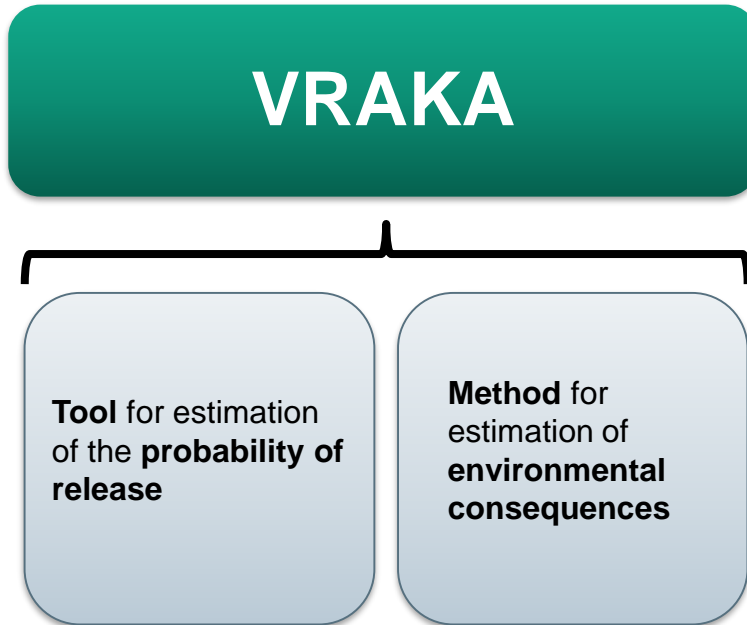 VRAKA
Tool for estimation
of the probability of
release
Method for
estimation of
environmental
consequences